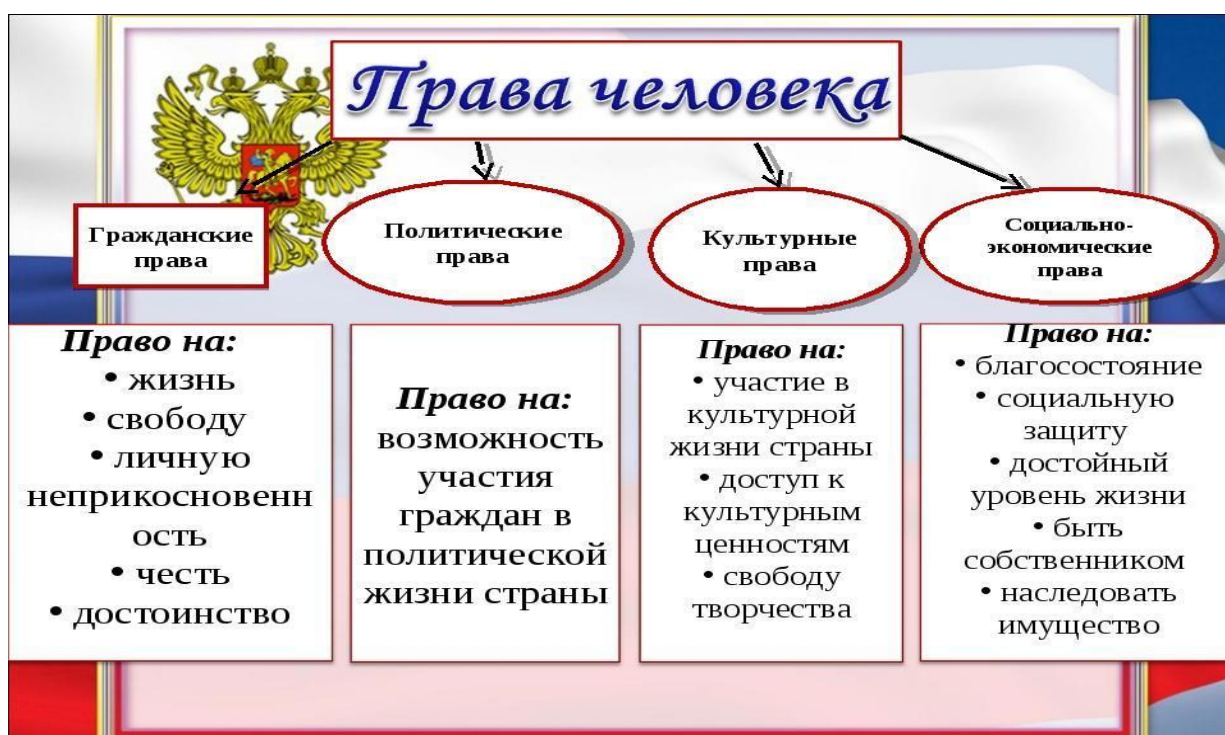 Права человека
Гражданские
права
Политические
права
Культурные
права
Социально-
экономические
права
Право на:
• жизнь
• свободу
• личную
неприкосновенн
ость
• честь
• достоинство
Право на:
возможность
участия
граждан в
политической
жизни страны
Право на:
• участие в
культурной
жизни страны
• доступ к
культурным
ценностям
• свободу
творчества
Право на:
• благосостояние
• социальную
защиту
• достойный
уровень жизни
• быть
собственником
• наследовать
имущество